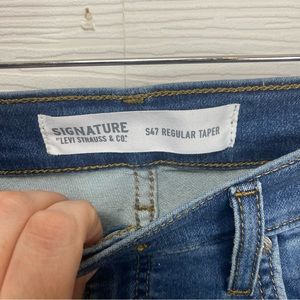 SIGNATURE
"LEVI STRAUSS & CO."
S47 REGULAR TAPER